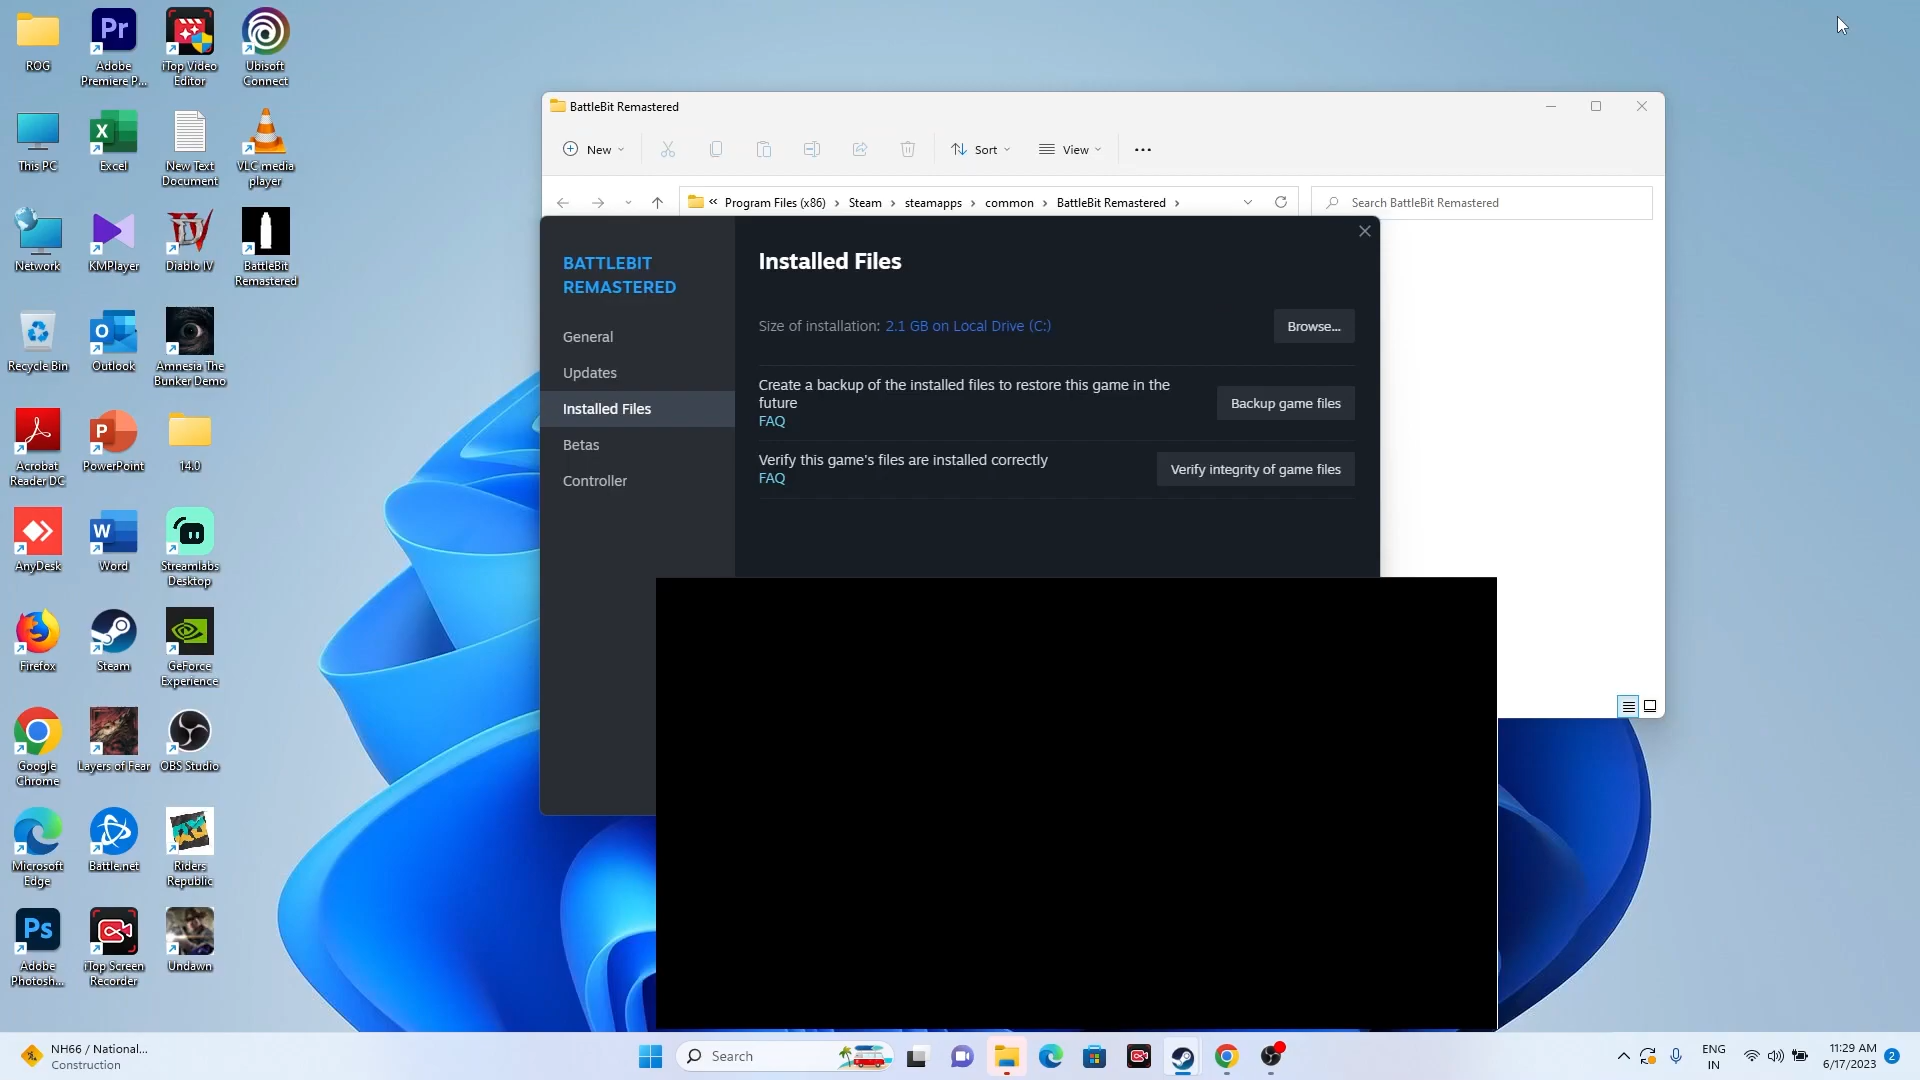 ROG
Adobe
Premiere P...
iTop Video
Editor
Ubisoft
Connect
This PC
Excel
New Text
Document
VLC media
player
Network
KMPlayer
Diablo IV
BattleBit
Remastered
Recycle Bin
Outlook
Amnesia The
Bunker Demo
Acrobat
Reader DC
PowerPoint
14.0
AnyDesk
Word
Streamlabs
Desktop
Firefox
Steam
GeForce
Experience
Google
Chrome
Layers of Fear
OBS Studio
Microsoft
Edge
Battle.net
Riders
Republic
Adobe
Photosh...
iTop Screen
Recorder
Undawn
BattleBit Remastered
New
Sort
View
« Program Files (x86) › Steam › steamapps › common › BattleBit Remastered ›
Search BattleBit Remastered
BATTLEBIT
REMASTERED
General
Updates
Installed Files
Betas
Controller
Installed Files
Size of installation: 2.1 GB on Local Drive (C:)
Browse...
Create a backup of the installed files to restore this game in the
future
FAQ
Backup game files
Verify this game's files are installed correctly
FAQ
Verify integrity of game files
NH66 / National...
Construction
Search
ENG
IN
11:29 AM
6/17/2023
2